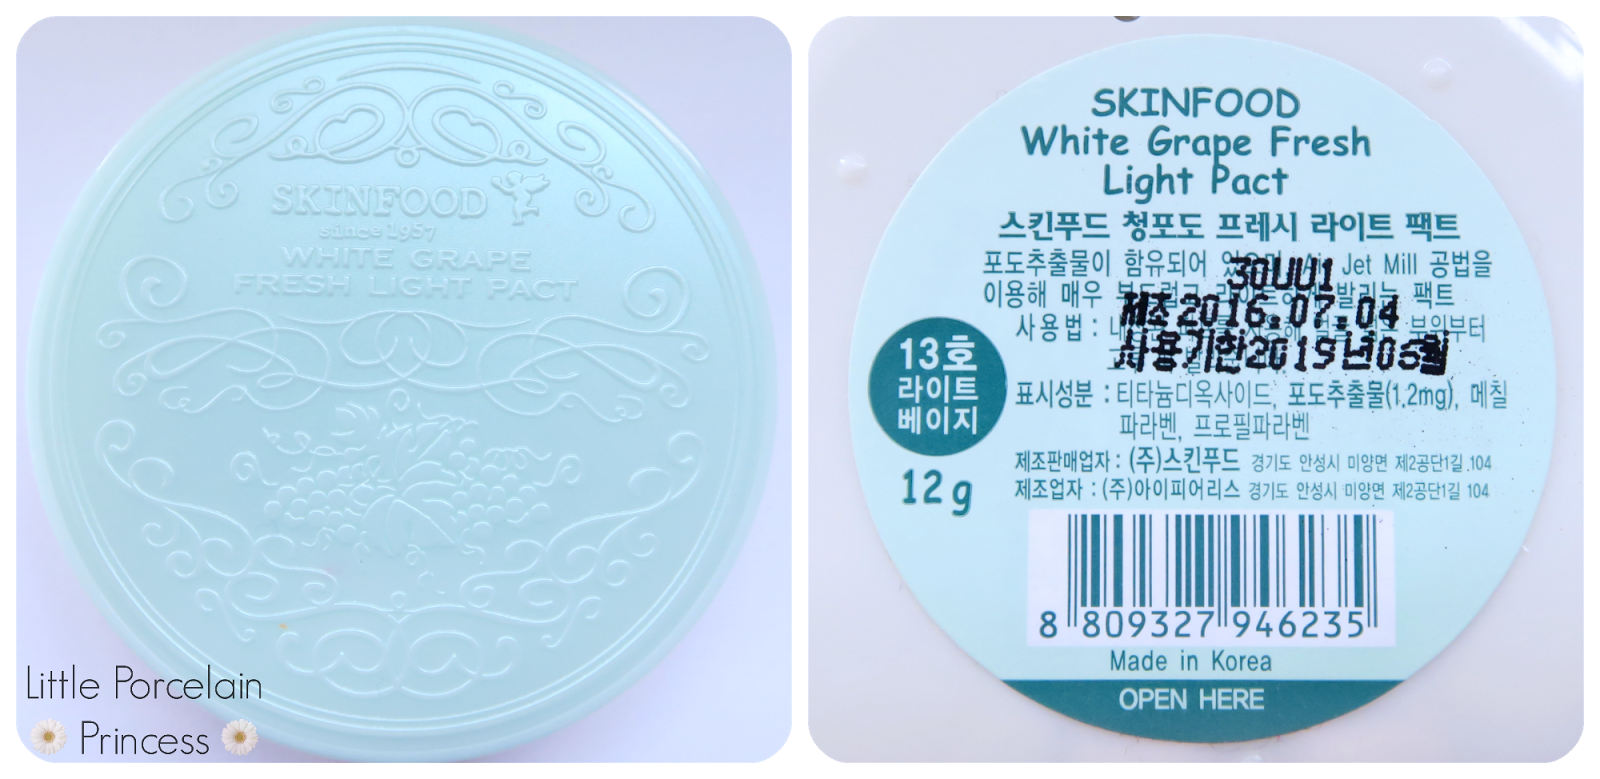 SKINFOOD
since 1957
WHITE GRAPE
FRESH LIGHT PACT
Little Porcelain
Princess
SKINFOOD
White Grape Fresh
Light Pact
스킨푸드 청포도 프레시 라이트 팩트
포도추출물이 함유되어 Jet Mill 공법을
이용해 매우 팩트
제조2016.07.04
사용기한2019년06월
사용법 : 부위부터
13호
라이트
베이지
12g
표시성분 : 티타늄디옥사이드, 포도추출물(1.2mg), 메칠
파라벤, 프로필파라벤
제조판매업자 : (주)스킨푸드 경기도 안성시 미양면 제2공단1길.104
제조업자 : (주)아이피어리스 경기도 안성시 미양면 제2공단1길 104
8 809327 946235
Made in Korea
OPEN HERE